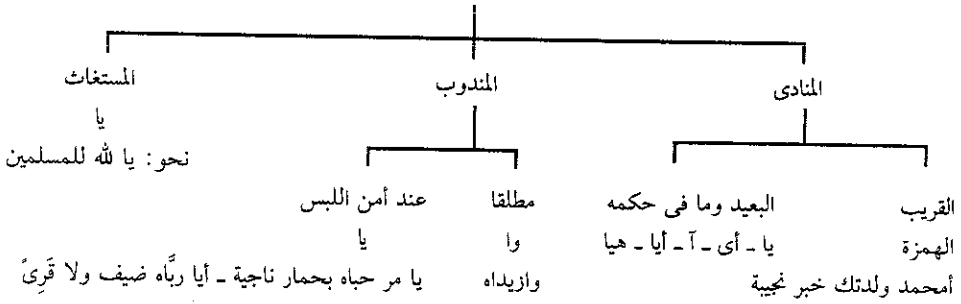 المنادى
المندوب
المستغاث
يا
نحو: يا لله للمسلمين
القريب
البعيد وما فى حكمه
مطلقا
عند أمن اللبس
الهمزة
يا ـ أى ـ آ ـ أيا ـ هيا
وا
يا
أمحمد ولدتك خبر نجيبة
وازيداه
يا مر حباه بحمار ناجية ـ أيا ربَّاه ضيف ولا قَرِىً